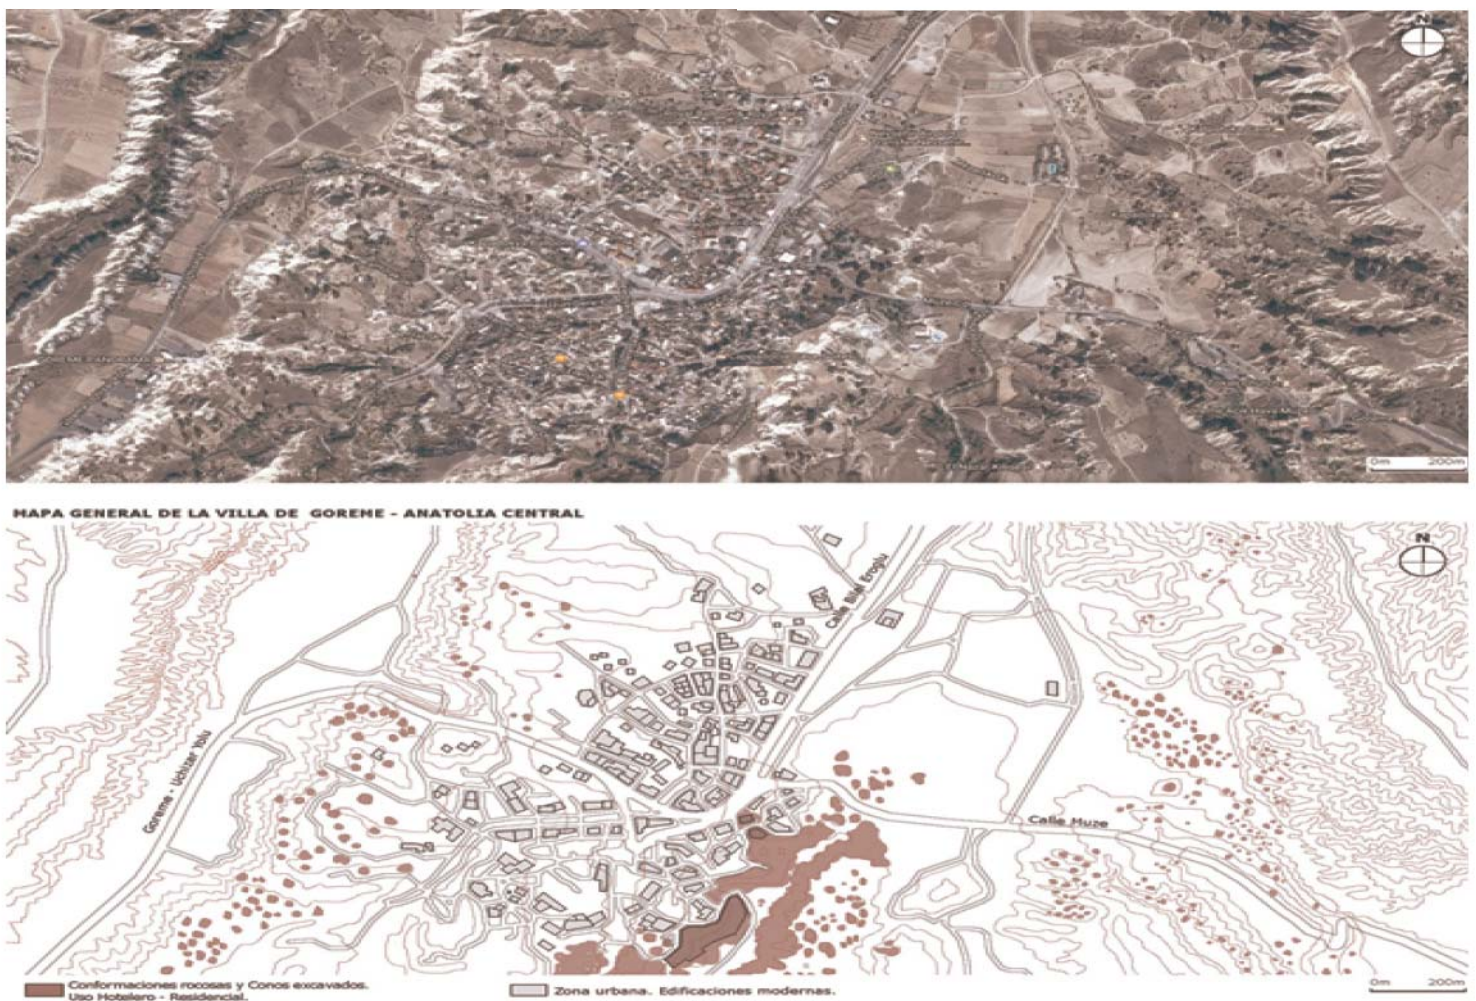 N
0m 200m
MAPA GENERAL DE LA VILLA DE GOREME - ANATOLIA CENTRAL
N
Calle Bilal Eroglu
Goreme - Uchizar Yolu
Calle Muze
Conformaciones rocosas y Conos excavados.
Uso Hotelero - Residencial.
Zona urbana. Edificaciones modernas.
0m 200m